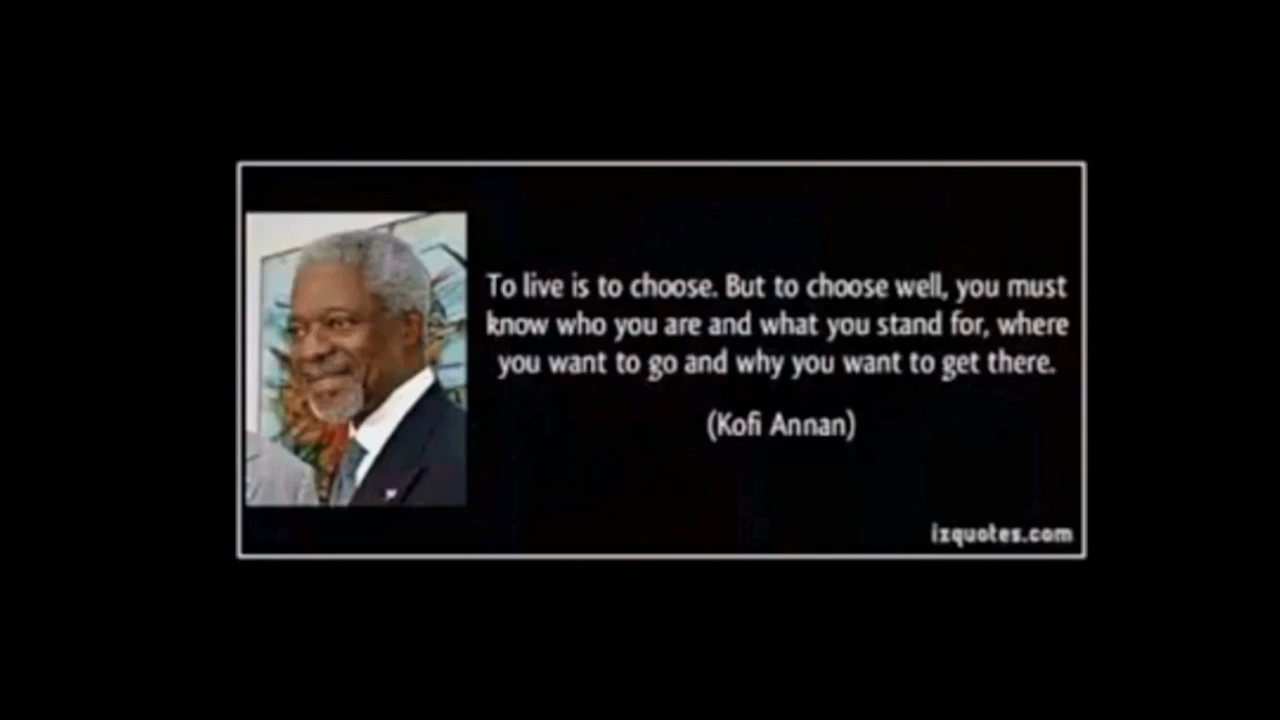 To live is to choose. But to choose well, you must
know who you are and what you stand for, where
you want to go and why you want to get there.
(Kofi Annan)
izquotes.com